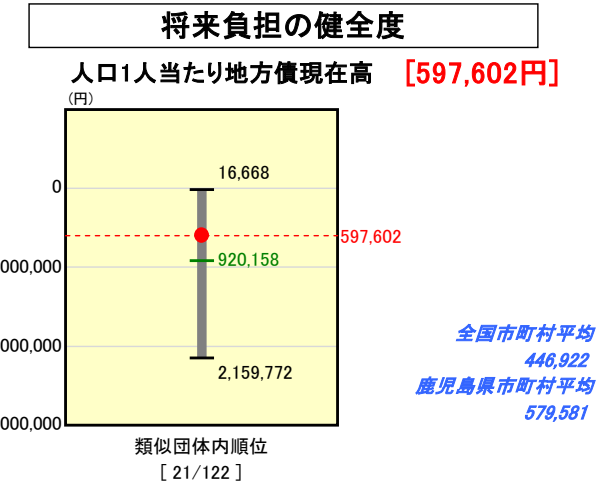 将来負担の健全度
人口1人当たり地方債現在高 [597,602円]
(円)
16,668
0
597,602
920,158
000,000
全国市町村平均
446,922
000,000
2,159,772
鹿児島県市町村平均
579,581
000,000
類似団体内順位
[ 21/122 ]